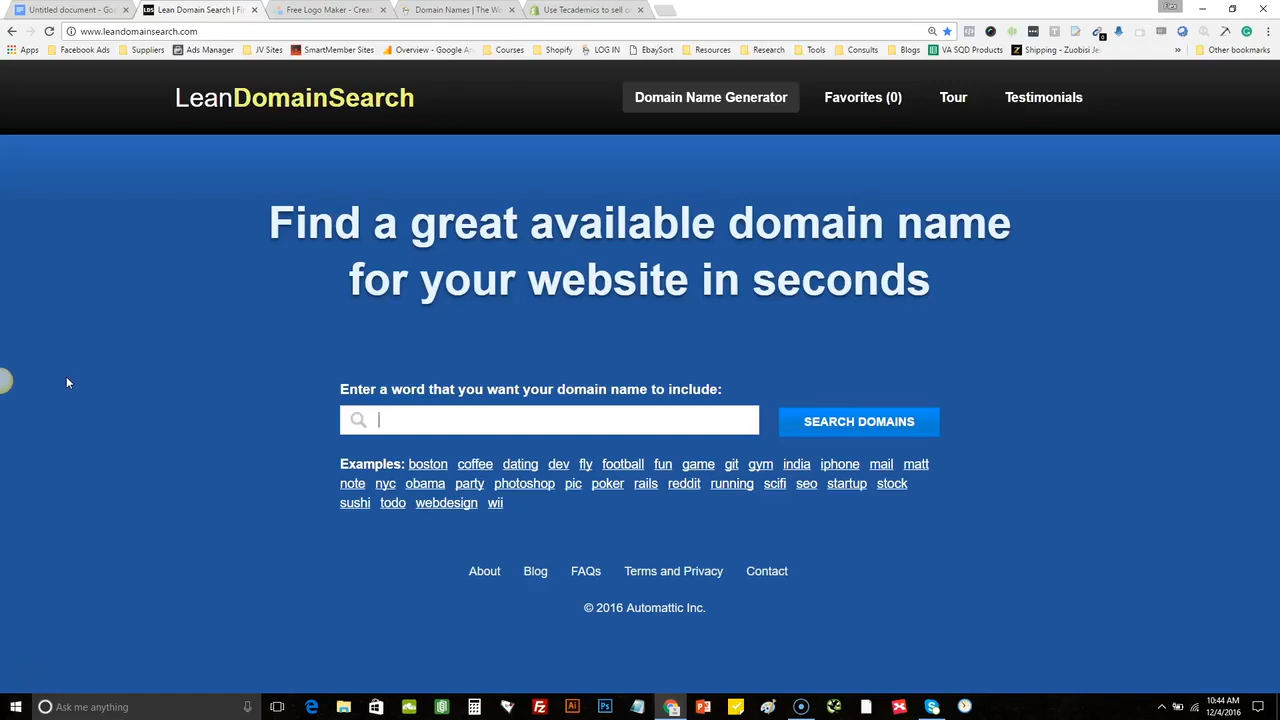 Untitled document - Goo
Lean Domain Search | Fi
Free Logo Maker - Creat
Domain Names | The Wo
Use Tecademics to sell o
www.leandomainsearch.com
Apps Facebook Ads Suppliers Ads Manager JV Sites SmartMember Sites Overview - Google An Courses Shopify LOG IN EbaySort Resources Research Tools Consults Blogs VA SQD Products Shipping - Zuobisi Je » Other bookmarks
LeanDomainSearch
Domain Name Generator Favorites (0) Tour Testimonials
Find a great available domain name
for your website in seconds
Enter a word that you want your domain name to include:
SEARCH DOMAINS
Examples: boston coffee dating dev fly football fun game git gym india iphone mail matt
note nyc obama party photoshop pic poker rails reddit running scifi seo startup stock
sushi todo webdesign wii
About Blog FAQs Terms and Privacy Contact
© 2016 Automattic Inc.
Ask me anything
10:44 AM
12/4/2016